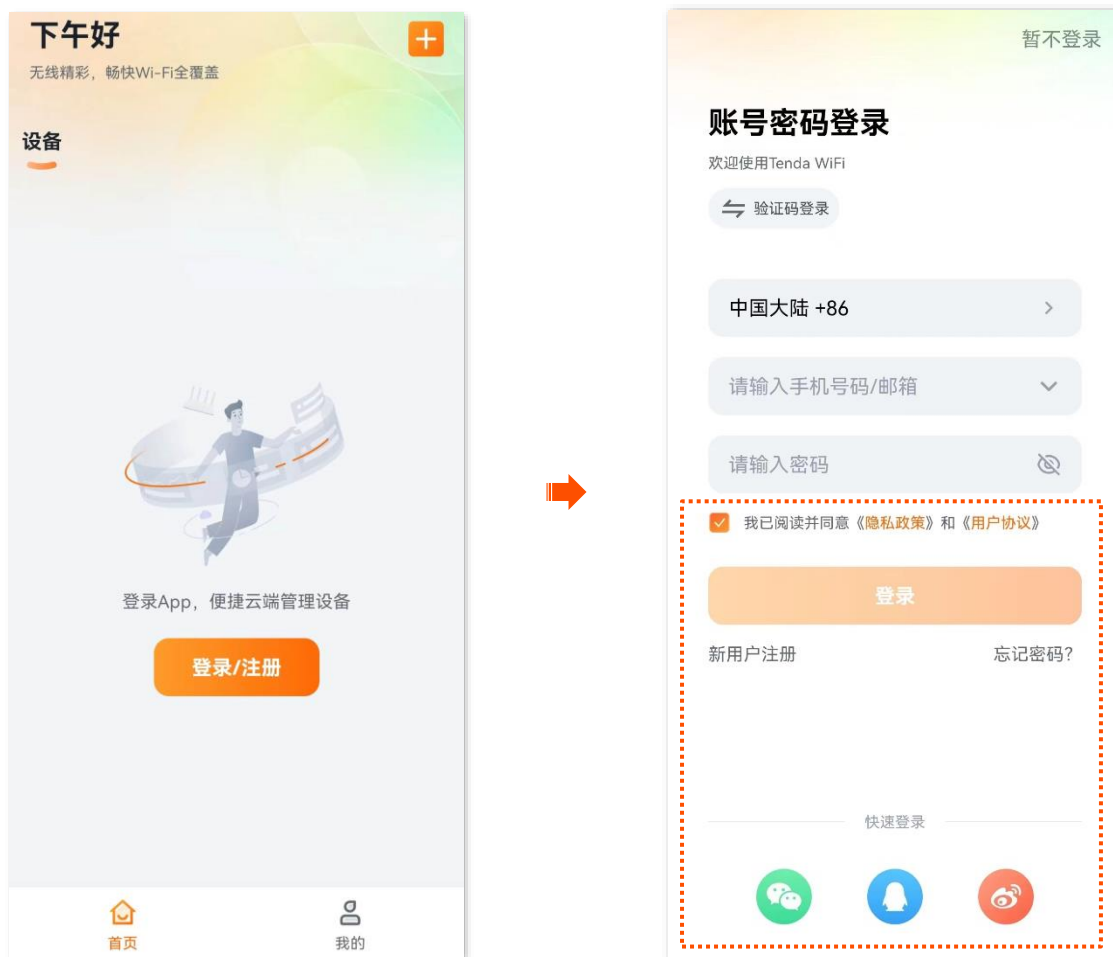 下午好
无线精彩，畅快Wi-Fi全覆盖
设备
登录App，便捷云端管理设备
登录/注册
首页
我的
暂不登录
账号密码登录
欢迎使用Tenda WiFi
验证码登录
中国大陆 +86
请输入手机号码/邮箱
请输入密码
我已阅读并同意《隐私政策》和《用户协议》
登录
新用户注册 忘记密码?
快速登录